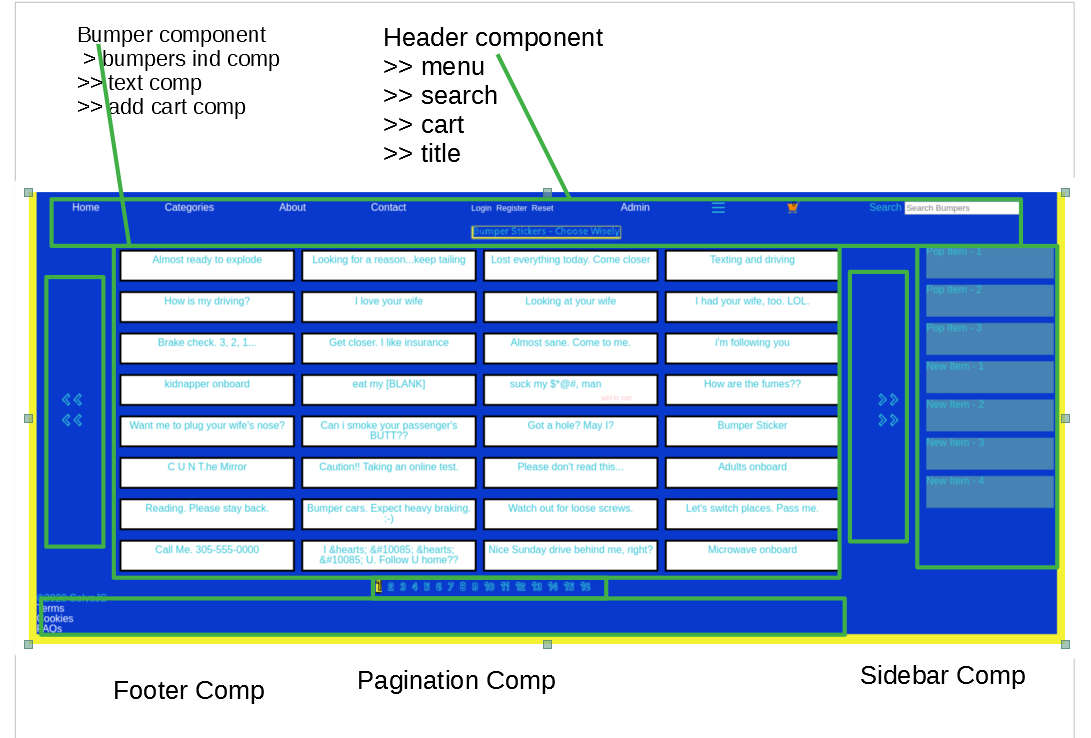 Bumper component
> bumpers ind comp
>> text comp
>> add cart comp
Header component
>> menu
>> search
>> cart
>> title
Home Categories About Contact Login Register Reset Admin Search Search Bumpers
Bumper Stickers - Choose Wisely
Almost ready to explode
Looking for a reason...keep tailing
Lost everything today. Come closer
Texting and driving
How is my driving?
I love your wife
Looking at your wife
I had your wife, too. LOL.
Brake check. 3, 2, 1...
Get closer. I like insurance
Almost sane. Come to me.
i'm following you
kidnapper onboard
eat my [BLANK]
suck my $*@#, man
add to cart
How are the fumes??
Want me to plug your wife's nose?
Can i smoke your passenger's
BUTT??
Got a hole? May I?
Bumper Sticker
C U N T.he Mirror
Caution!! Taking an online test.
Please don't read this...
Adults onboard
Reading. Please stay back.
Bumper cars. Expect heavy braking.
:-)
Watch out for loose screws.
Let's switch places. Pass me.
Call Me. 305-555-0000
I &hearts; &#10085; &hearts;
&#10085; U. Follow U home??
Nice Sunday drive behind me, right?
Microwave onboard
Pop Item - 1
Pop Item - 2
Pop Item - 3
New Item - 1
New Item - 2
New Item - 3
New Item - 4
1 2 3 4 5 6 7 8 9 10 11 12 13 14 15 16
©2020 SolveJS
Terms
Cookies
FAQs
Footer Comp
Pagination Comp
Sidebar Comp